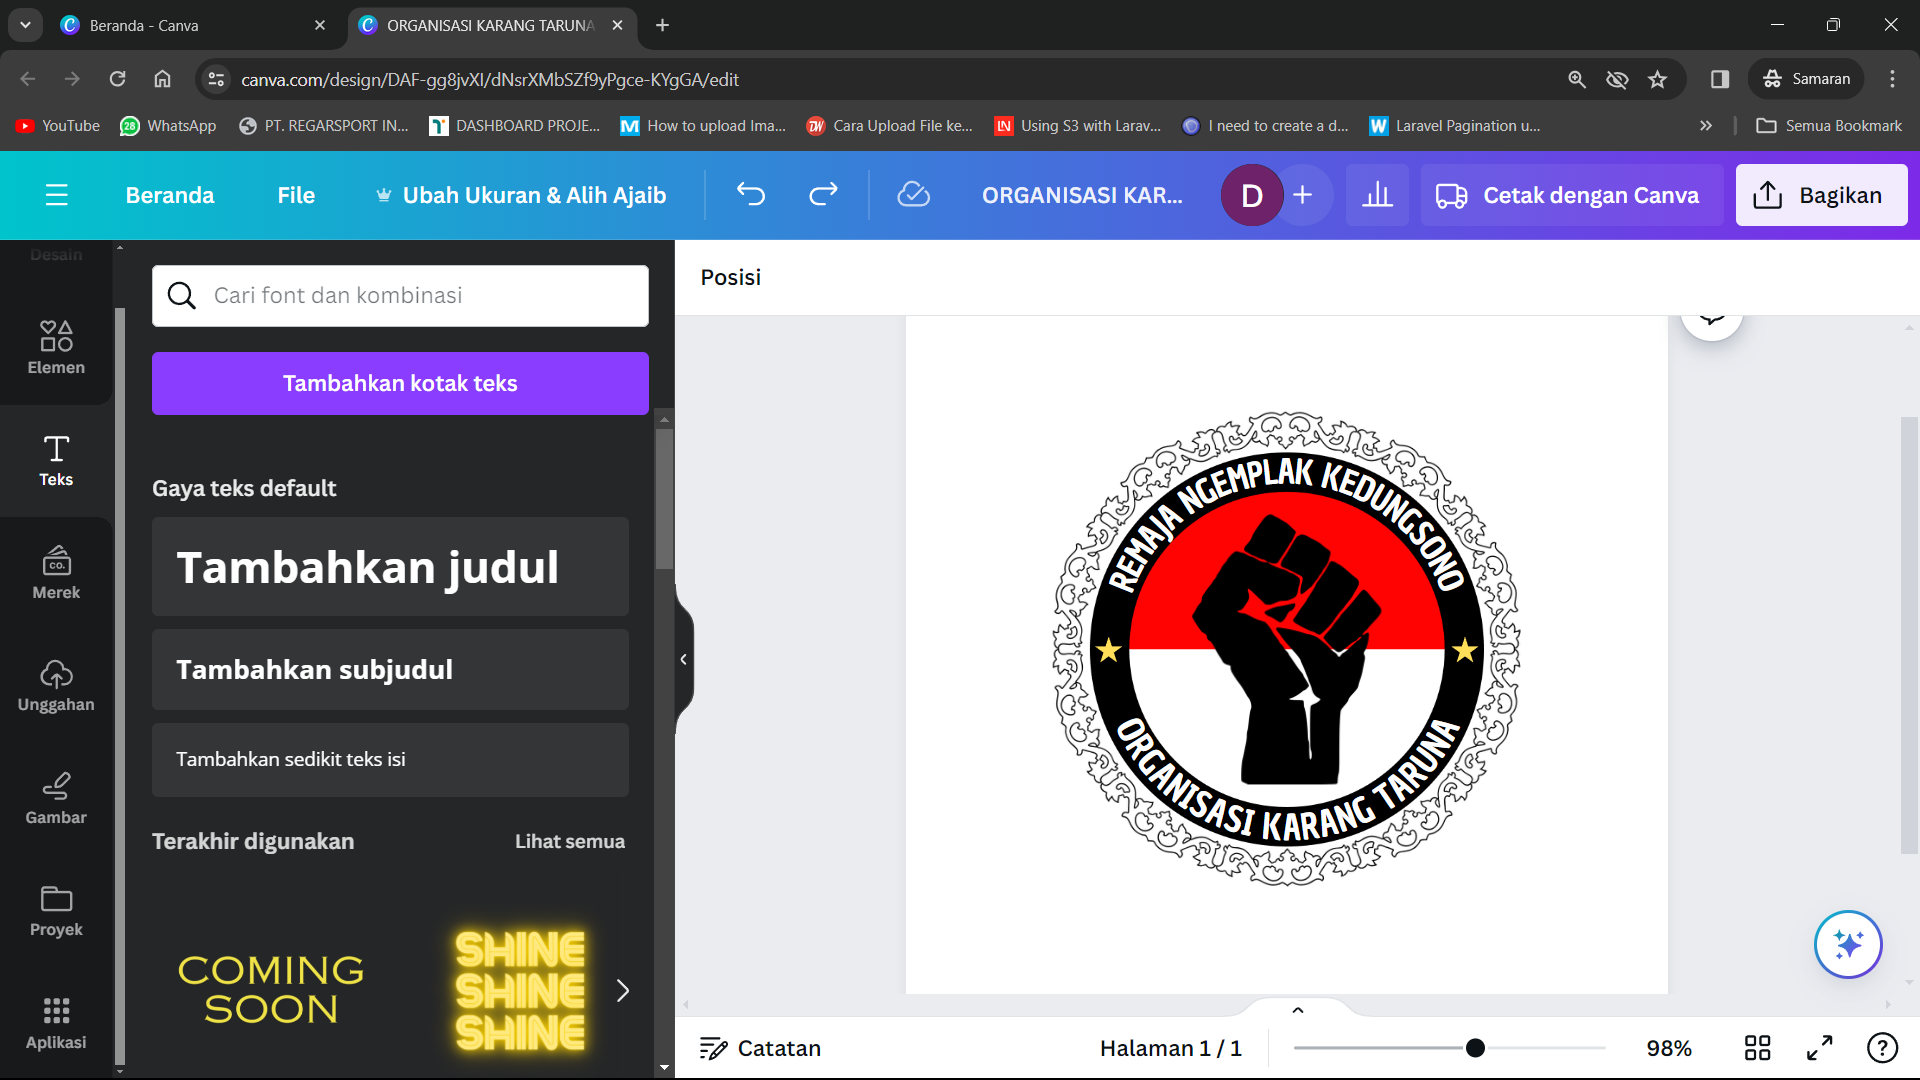 Beranda - Canva
ORGANISASI KARANG TARUNA
canva.com/design/DAF-gg8jvXI/dNsrXMbSZf9yPgce-KYgGA/edit
Samaran
YouTube
28
WhatsApp
PT. REGARSPORT IN...
DASHBOARD PROJE...
How to upload Ima...
Cara Upload File ke...
Using S3 with Larav...
I need to create a d...
Laravel Pagination u...
Semua Bookmark
Beranda
File
Ubah Ukuran & Alih Ajaib
ORGANISASI KAR...
D
Cetak dengan Canva
Bagikan
Desain
Elemen
Teks
Merek
Unggahan
Gambar
Proyek
Aplikasi
Cari font dan kombinasi
Tambahkan kotak teks
Gaya teks default
Tambahkan judul
Tambahkan subjudul
Tambahkan sedikit teks isi
Terakhir digunakan
Lihat semua
COMING
SOON
SHINE
SHINE
SHINE
Posisi
REMAJA NGEMPLAK KEDUNGSONO
ORGANISASI KARANG TARUNA
Catatan
Halaman 1 / 1
98%